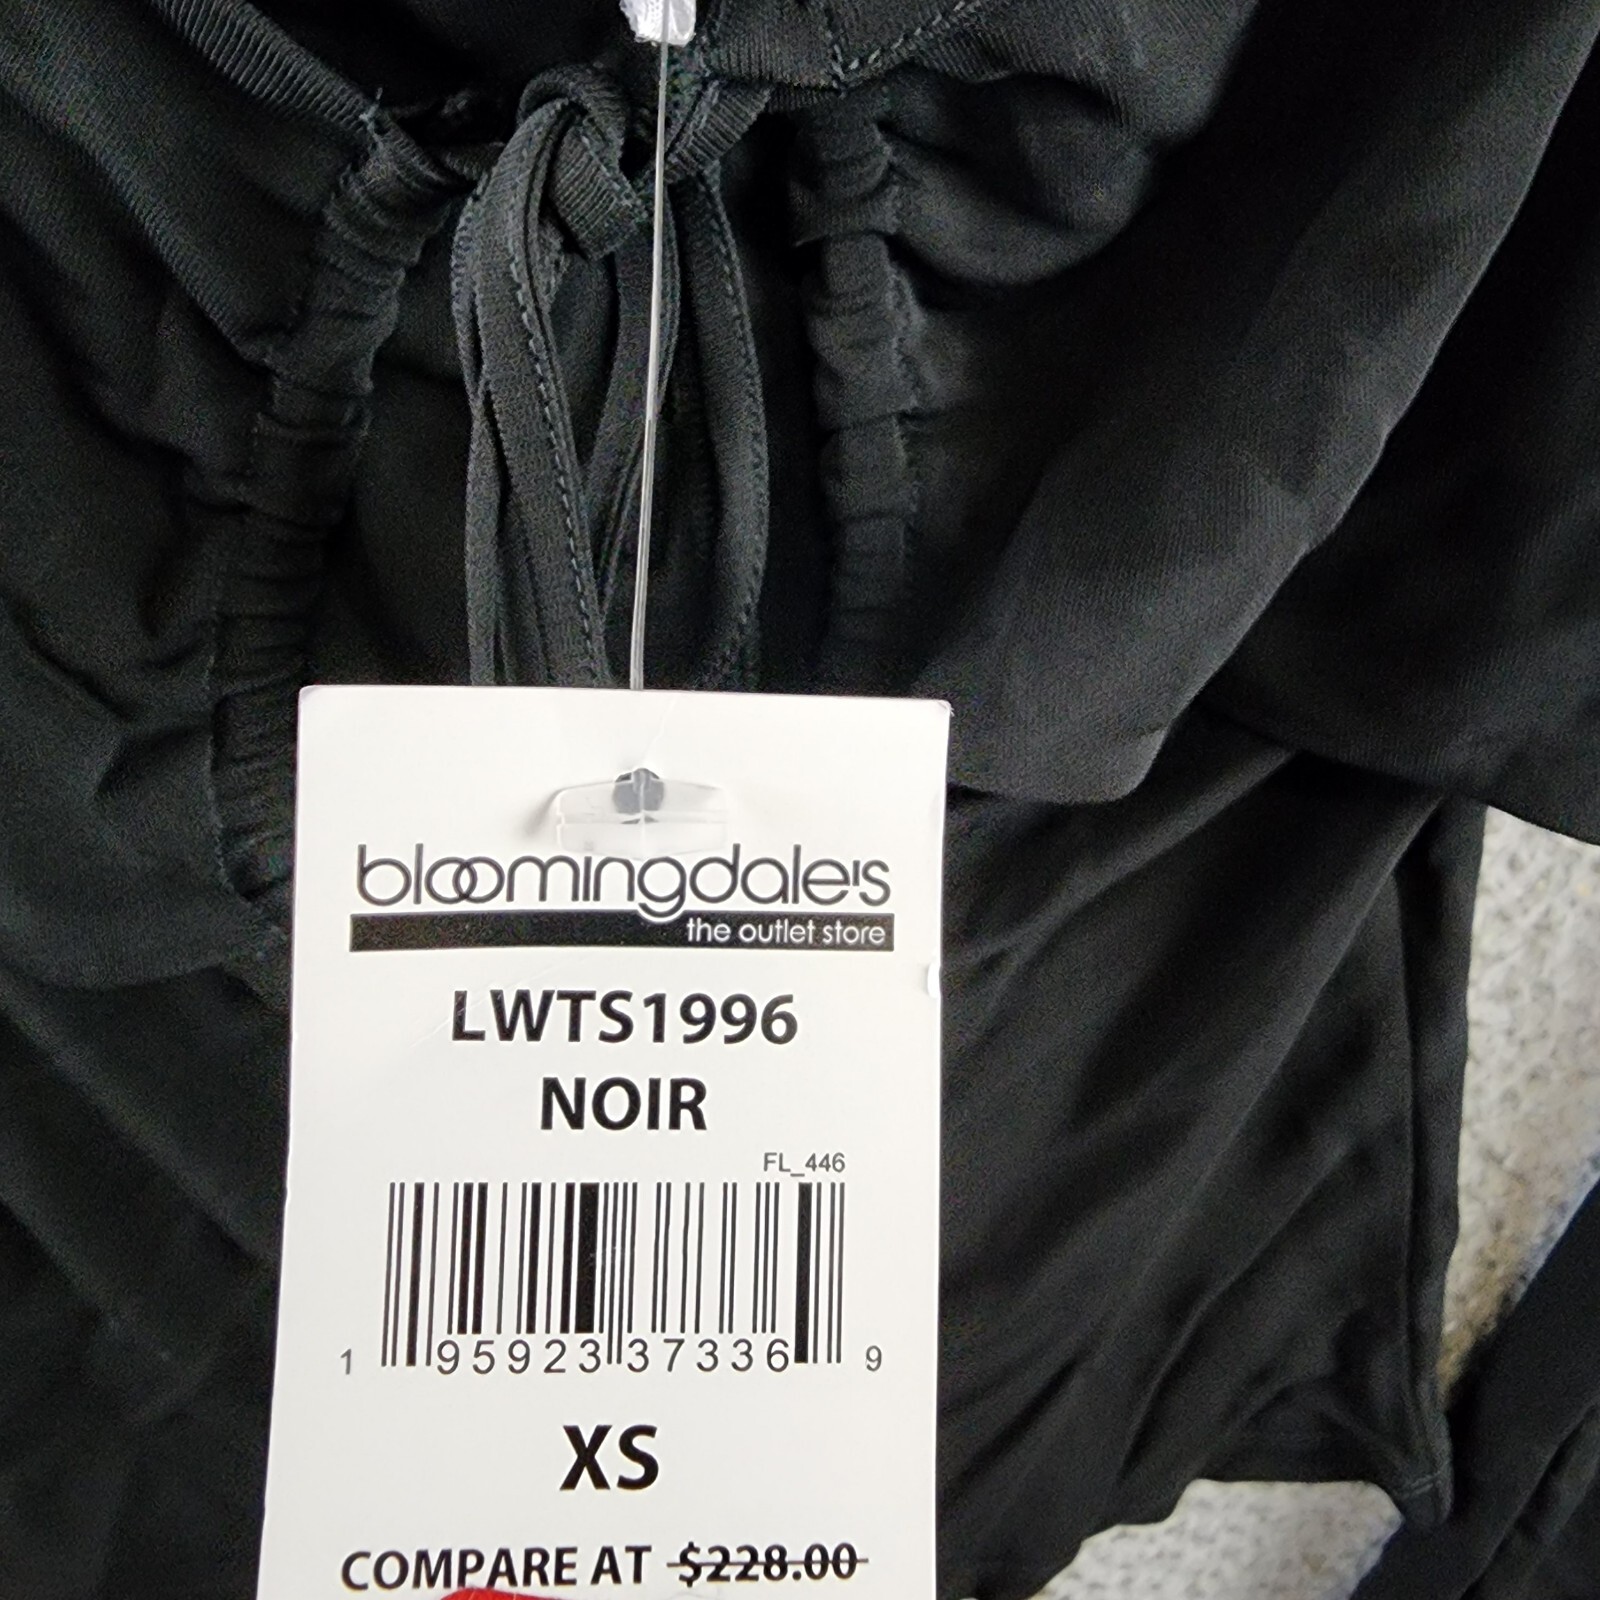 bloomingdale's
the outlet store
LWTS1996
NOIR
FL_446
1 95923 37336 9
XS
COMPARE AT $228.00